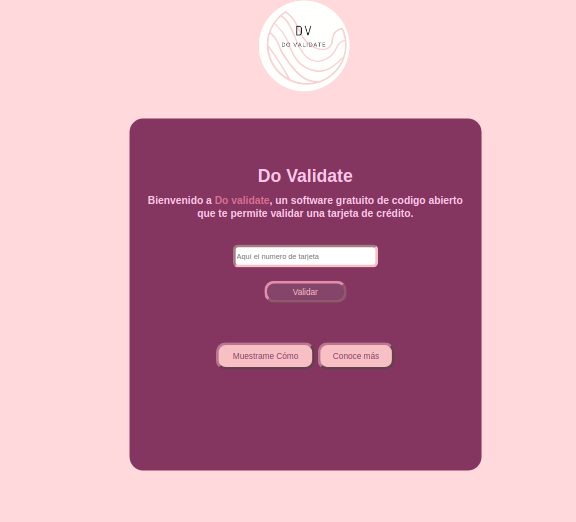 DV
DO VALIDATE
Do Validate
Bienvenido a Do validate, un software gratuito de codigo abierto
que te permite validar una tarjeta de crédito.
Aquí el numero de tarjeta
Validar
Muestrame Cómo Conoce más